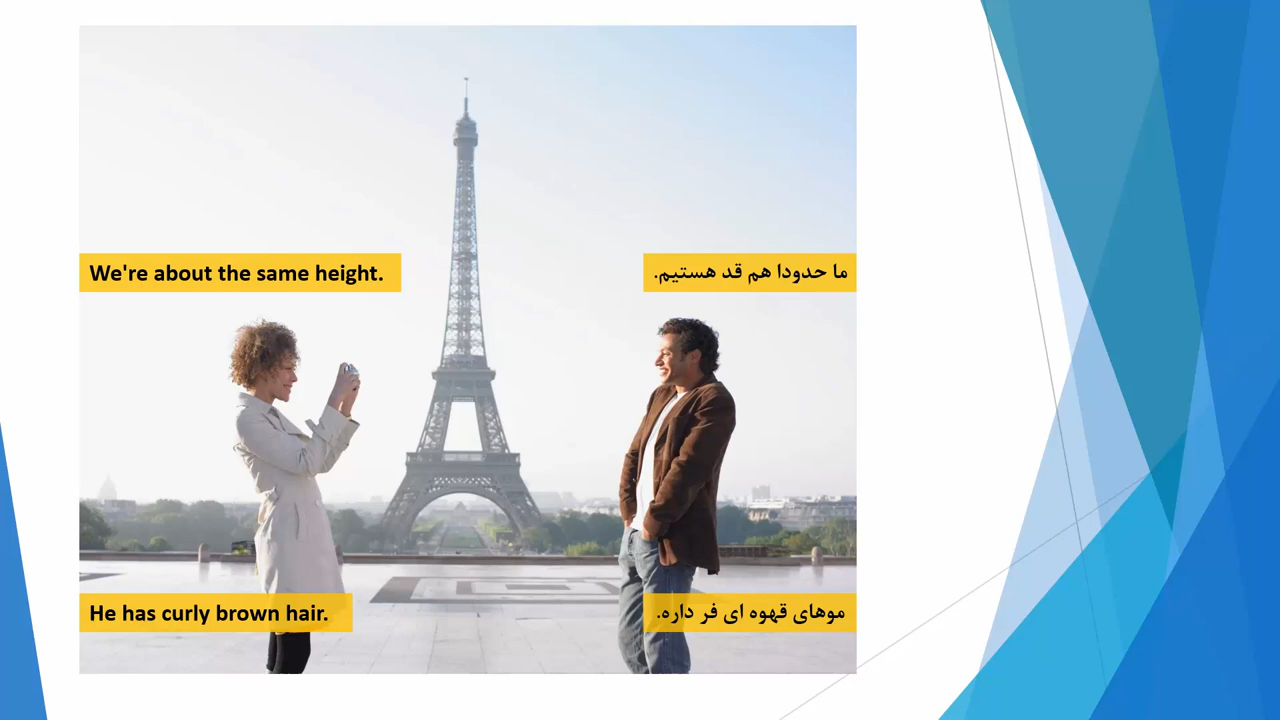 We're about the same height.
ما حدودا هم قد هستیم.
He has curly brown hair.
موهای قهوه ای فر داره.